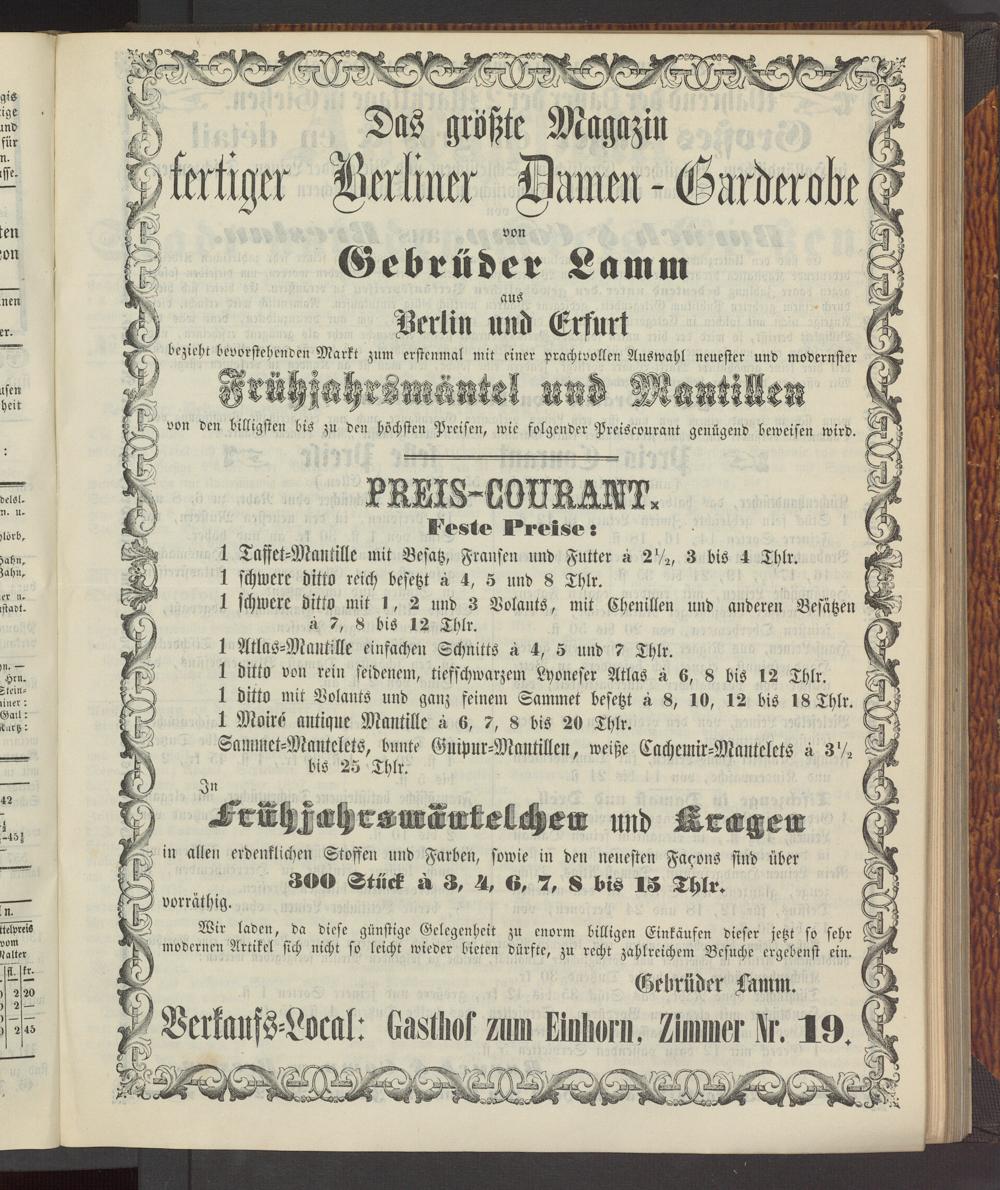 Das größte Magazin
fertiger Berliner Damen-Garderobe
von
Gebrüder Lamm
aus
Berlin und Erfurt
bezieht bevorstehenden Markt zum erstenmal mit einer prachtvollen Auswahl neuester und modernster
Frühjahrsmäntel und Mantillen
von den billigsten bis zu den höchsten Preisen, wie folgender Preiscourant genügend beweisen wird.
PREIS-COURANT.
Feste Preise:
1 Taffet-Mantille mit Besatz, Fransen und Futter à 2½, 3 bis 4 Thlr.
1 schwere ditto reich besetzt à 4, 5 und 8 Thlr.
1 schwere ditto mit 1, 2 und 3 Volants, mit Chenillen und anderen Besätzen
à 7, 8 bis 12 Thlr.
1 Atlas-Mantille einfachen Schnitts à 4, 5 und 7 Thlr.
1 ditto von rein seidenem, tiefschwarzem Lyoneser Atlas à 6, 8 bis 12 Thlr.
1 ditto mit Volants und ganz feinem Sammet besetzt à 8, 10, 12 bis 18 Thlr.
1 Moiré antique Mantille à 6, 7, 8 bis 20 Thlr.
Sammet-Mantelets, bunte Guipur-Mantillen, weiße Cachemir-Mantelets à 3½
bis 25 Thlr.
In
Frühjahrsmäntelchen und Kragen
in allen erdenklichen Stoffen und Farben, sowie in den neuesten Façons sind über
300 Stück à 3, 4, 6, 7, 8 bis 15 Thlr.
vorräthig.
Wir laden, da diese günstige Gelegenheit zu enorm billigen Einkäufen dieser jetzt so sehr
modernen Artikel sich nicht so leicht wieder bieten dürfte, zu recht zahlreichem Besuche ergebenst ein.
Gebrüder Lamm.
Verkaufs-Local: Gasthof zum Einhorn, Zimmer Nr. 19.